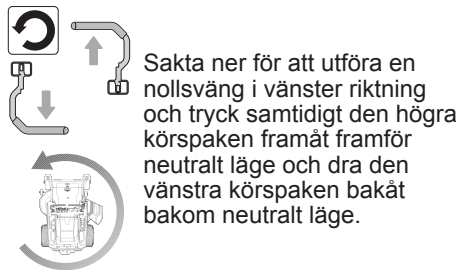 Sakta ner för att utföra en
nollsväng i vänster riktning
och tryck samtidigt den högra
körspaken framåt framför
neutralt läge och dra den
vänstra körspaken bakåt
bakom neutralt läge.